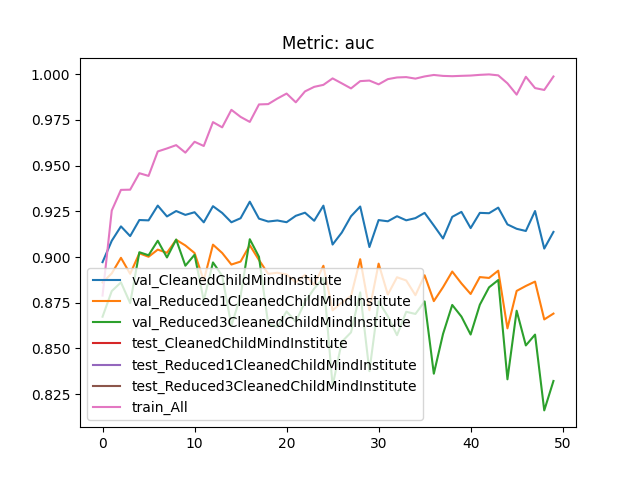 Metric: auc
1.000
0.975
0.950
0.925
0.900
0.875
0.850
0.825
val_CleanedChildMindInstitute
val_Reduced1CleanedChildMindInstitute
val_Reduced3CleanedChildMindInstitute
test_CleanedChildMindInstitute
test_Reduced1CleanedChildMindInstitute
test_Reduced3CleanedChildMindInstitute
train_All
0 10 20 30 40 50